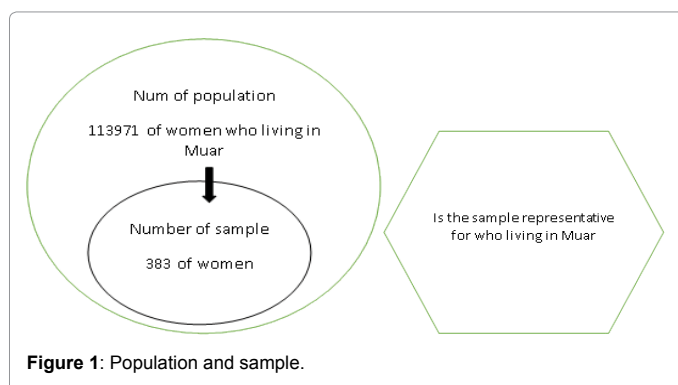 Num of population
113971 of women who living in
Muar
Number of sample
383 of women
Is the sample representative
for who living in Muar
Figure 1: Population and sample.